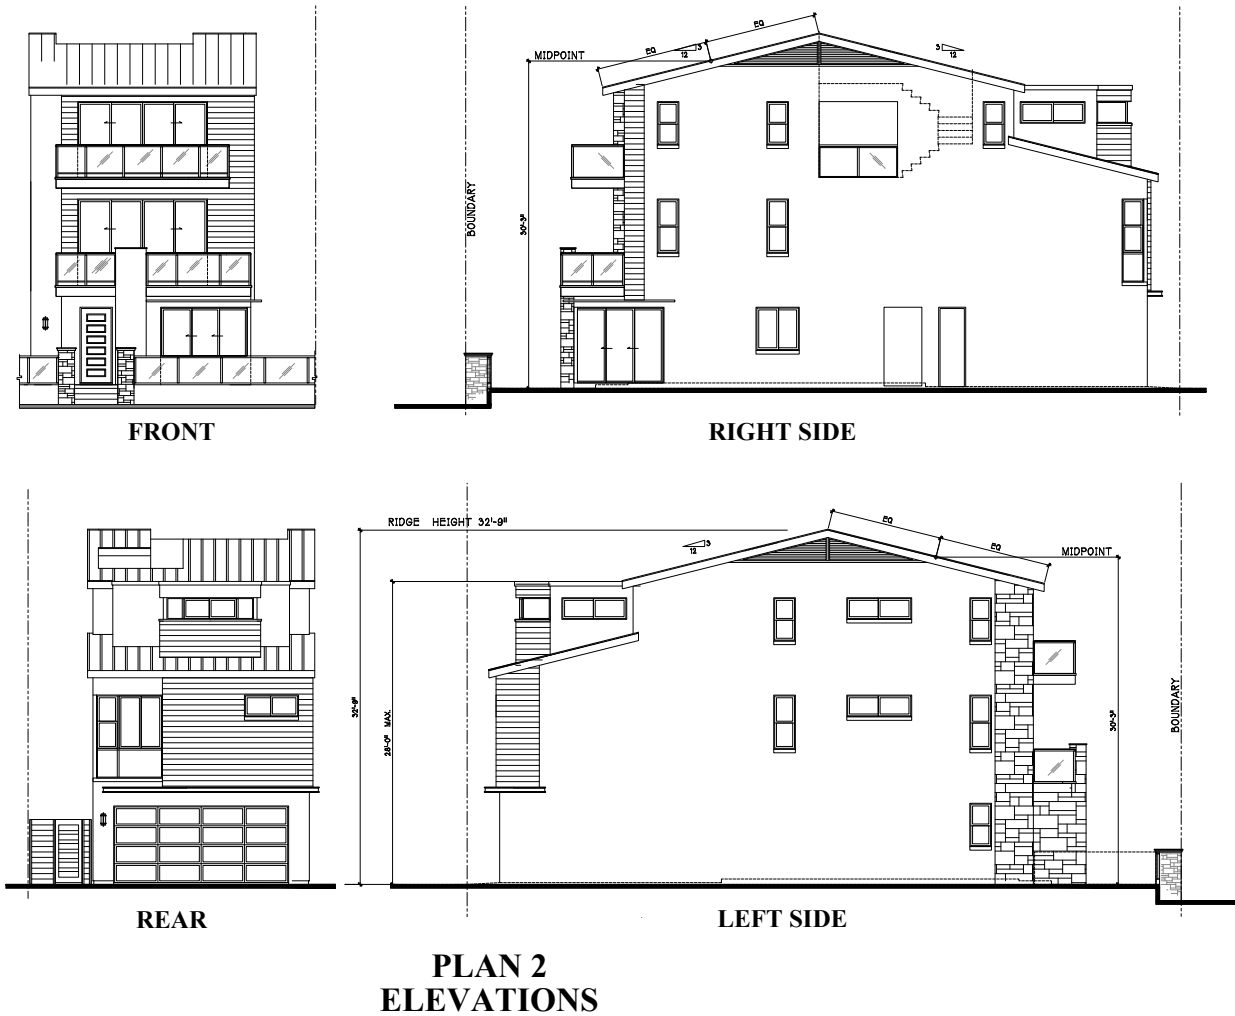 EQ
EQ
3
12
3
12
MIDPOINT
BOUNDARY
30'-3"
FRONT
RIGHT SIDE
RIDGE HEIGHT 32'-9"
EQ
EQ
3
12
MIDPOINT
32'-9"
28'-0" MAX.
30'-3"
BOUNDARY
REAR
LEFT SIDE
PLAN 2
ELEVATIONS